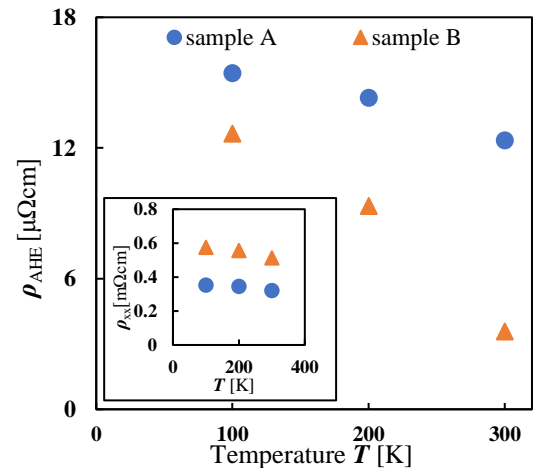 18
sample A
sample B
12
6
0
ρAHE [μΩcm]
0.8
0.6
0.4
0.2
0
ρxx[mΩcm]
0
200
400
T [K]
0
100
200
300
Temperature T [K]